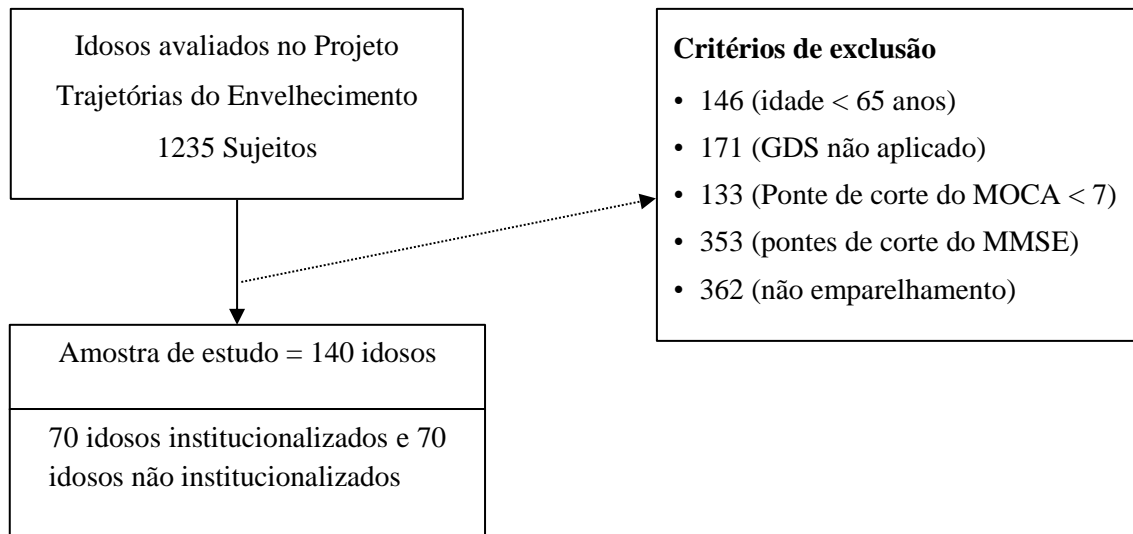 Idosos avaliados no Projeto
Trajetórias do Envelhecimento
1235 Sujeitos
Critérios de exclusão
• 146 (idade < 65 anos)
• 171 (GDS não aplicado)
• 133 (Ponte de corte do MOCA < 7)
• 353 (pontes de corte do MMSE)
• 362 (não emparelhamento)
Amostra de estudo = 140 idosos
70 idosos institucionalizados e 70
idosos não institucionalizados